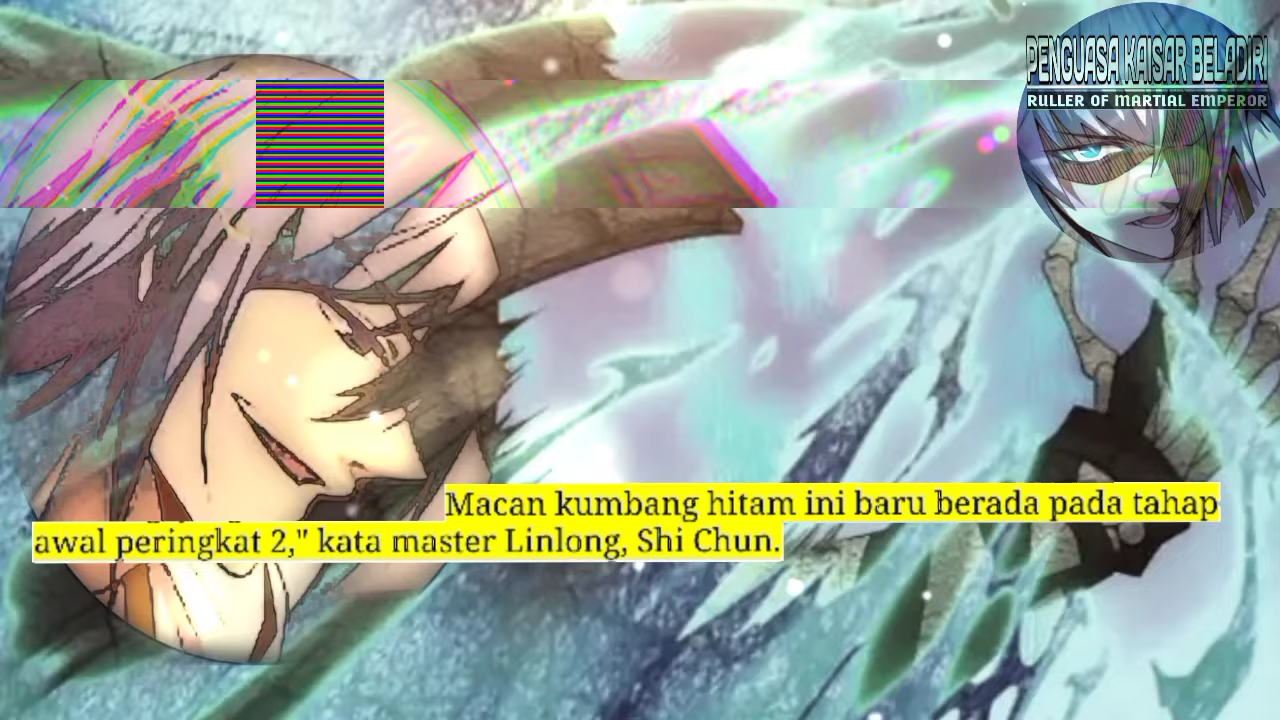 PENGUASA KAISAR BELADIRI
RULLER OF MARTIAL EMPEROR
Macan kumbang hitam ini baru berada pada tahap
awal peringkat 2," kata master Linlong, Shi Chun.